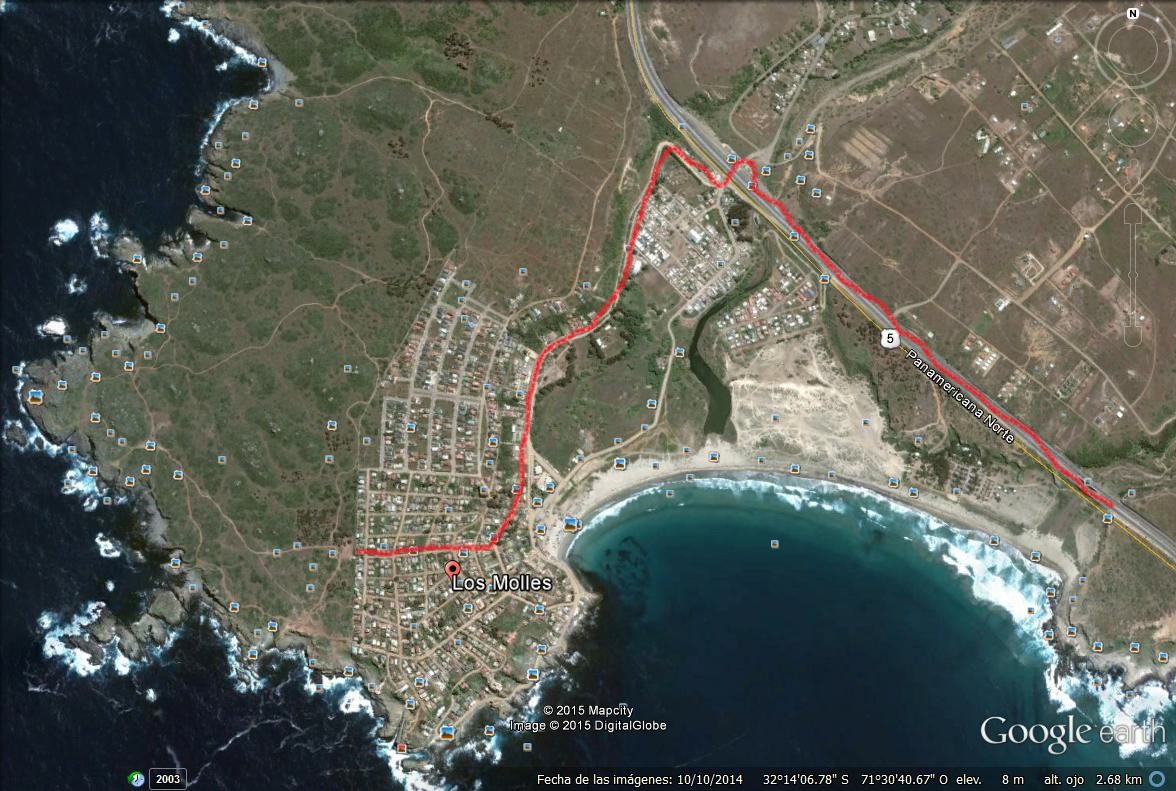 N
5
Panamericana Norte
Los Molles
© 2015 Mapcity
Image © 2015 DigitalGlobe
Google earth
2003
Fecha de las imágenes: 10/10/2014 32°14'06.78" S 71°30'40.67" O elev. 8 m alt. ojo 2.68 km